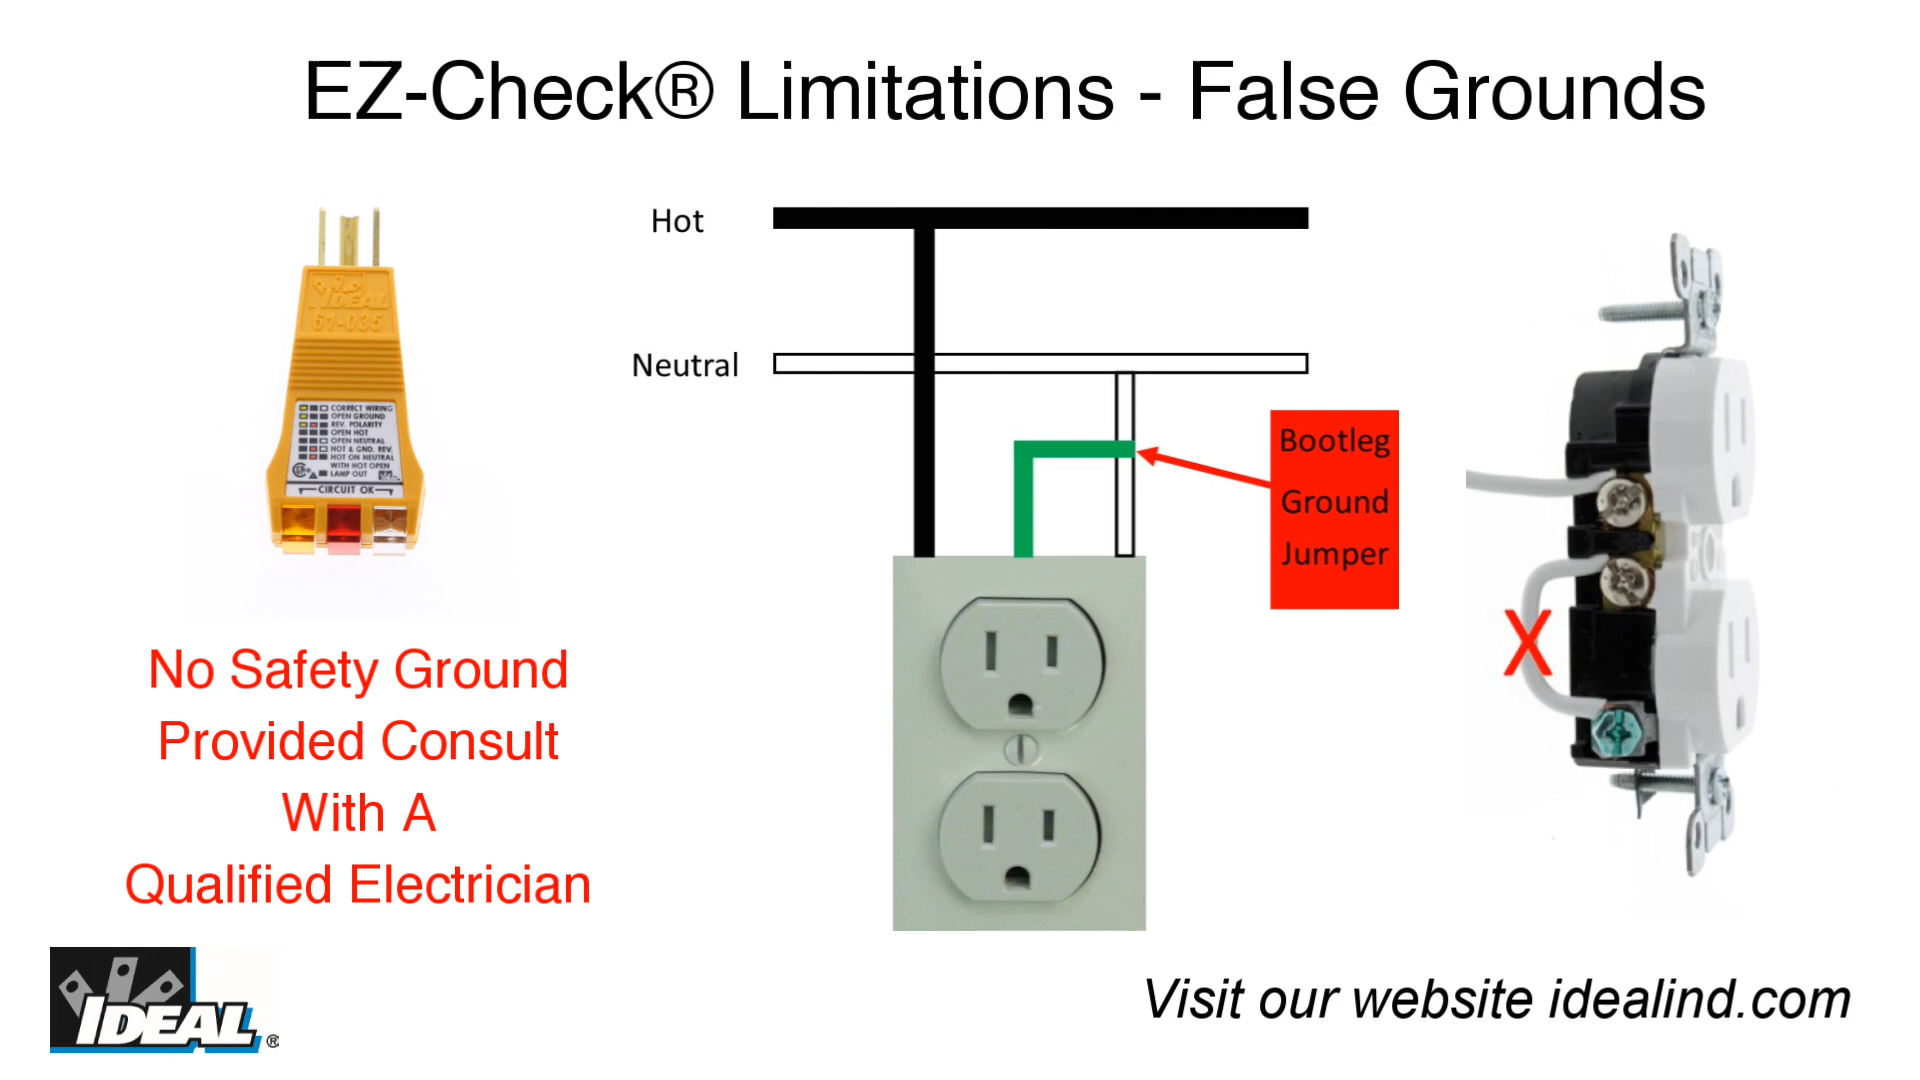 EZ-Check® Limitations - False Grounds
Hot
Neutral
IDEAL
61-035
CORRECT WIRING
OPEN GROUND
REV. POLARITY
OPEN HOT
OPEN NEUTRAL
HOT & GND. REV.
HOT ON NEUTRAL
WITH HOT OPEN
LAMP OUT
CIRCUIT OK
Bootleg
Ground
Jumper
X
No Safety Ground
Provided Consult
With A
Qualified Electrician
IDEAL®
Visit our website idealind.com